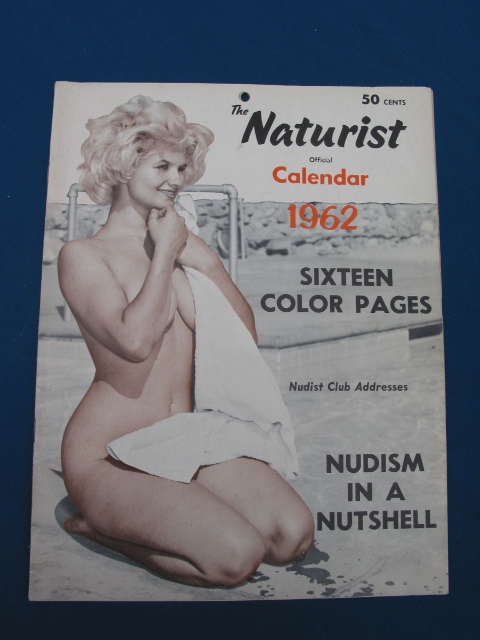 50 CENTS
The
Naturist
Official
Calendar
1962
SIXTEEN
COLOR PAGES
Nudist Club Addresses
NUDISM
IN A
NUTSHELL